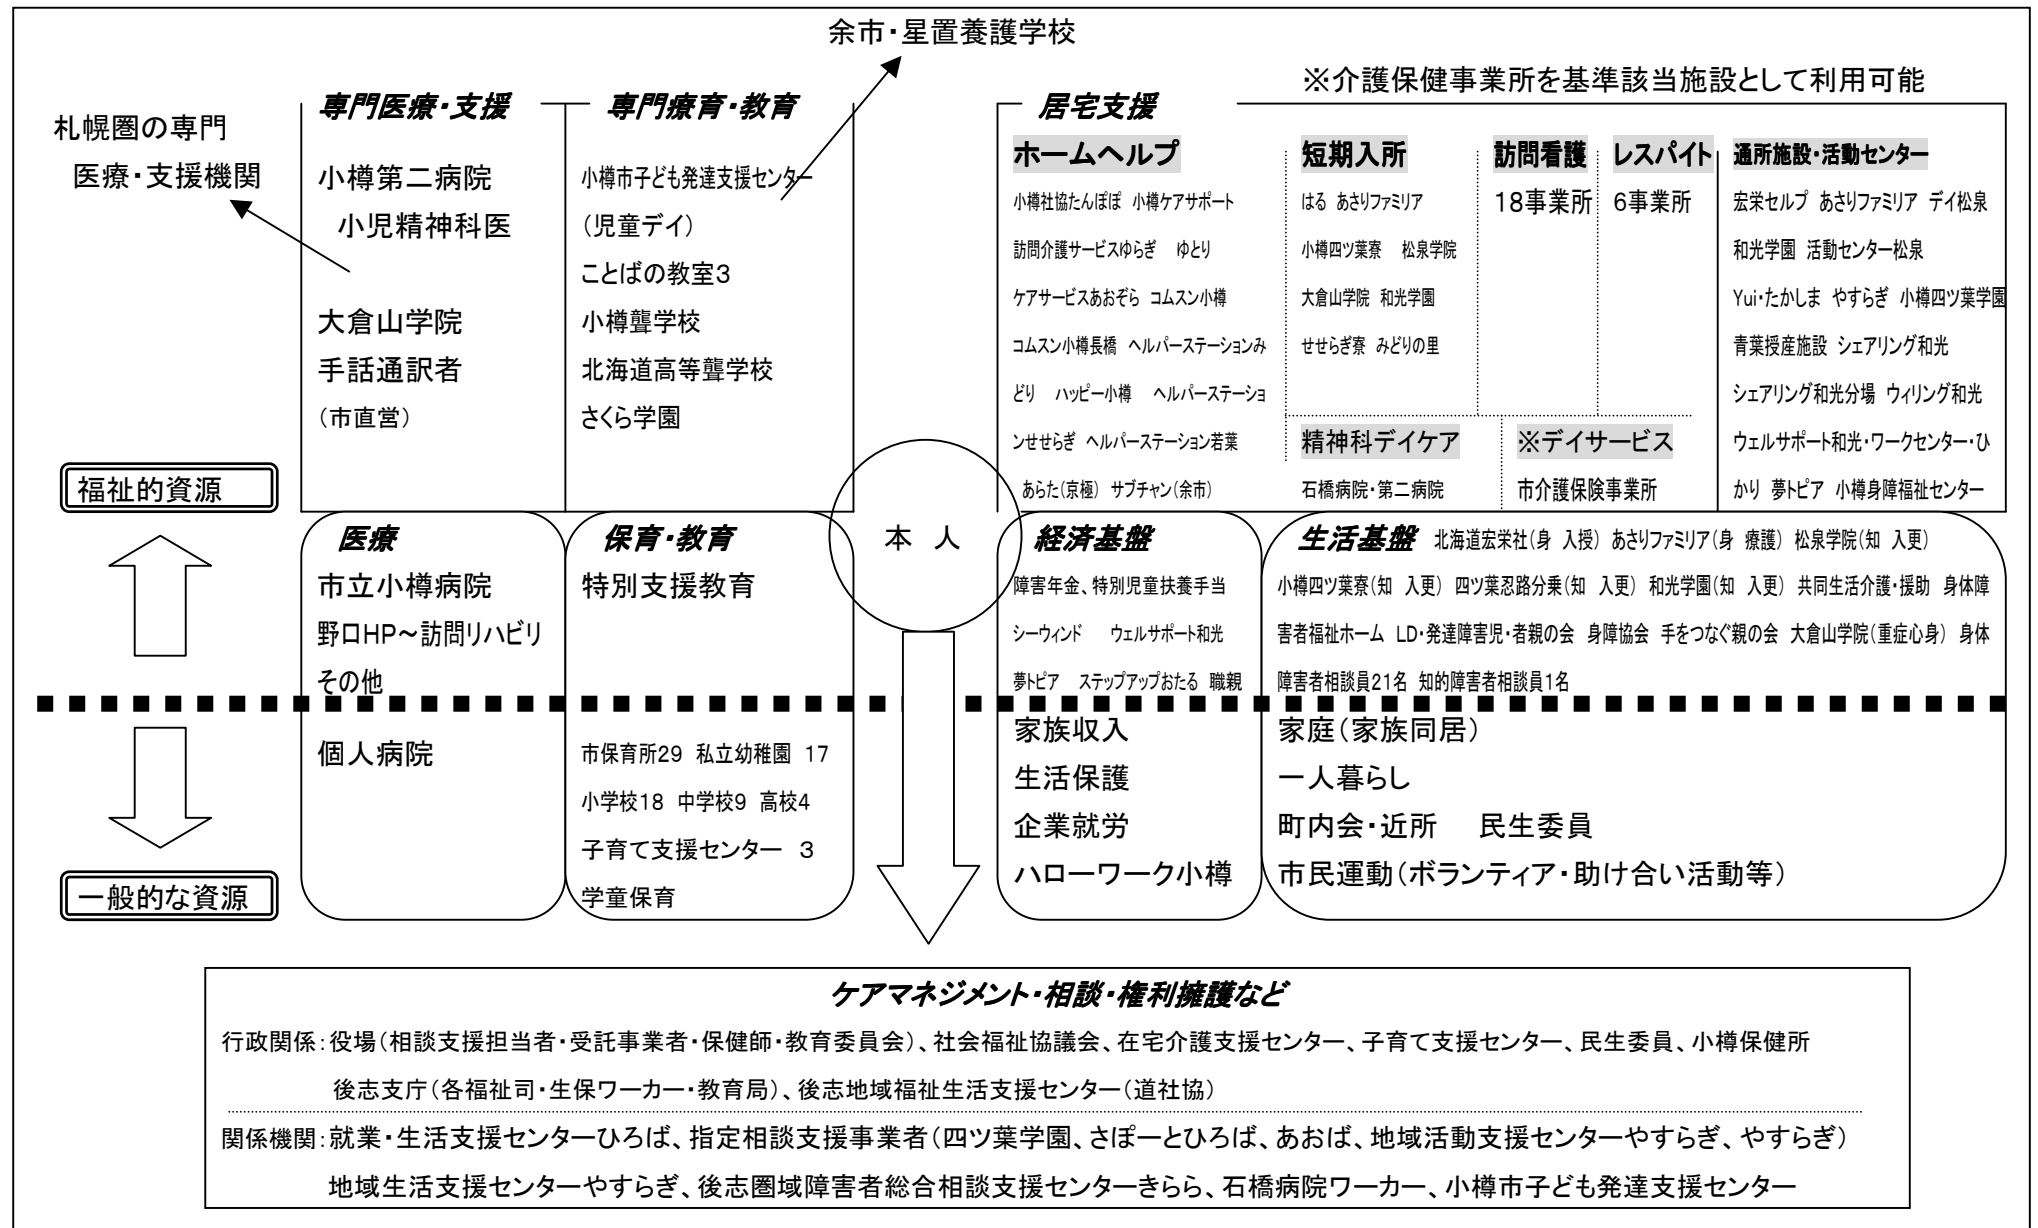 余市・星置養護学校
※介護保健事業所を基準該当施設として利用可能
札幌圏の専門
医療・支援機関
専門医療・支援
小樽第二病院
小児精神科医
大倉山学院
手話通訳者
（市直営）
専門療育・教育
小樽市子ども発達支援センター
（児童デイ）
ことばの教室3
小樽聾学校
北海道高等聾学校
さくら学園
居宅支援
ホームヘルプ
小樽社協たんぽぽ 小樽ケアサポート
訪問介護サービスゆらぎ ゆとり
ケアサービスあおぞら コムスン小樽
コムスン小樽長橋 ヘルパーステーションみ
どり ハッピー小樽 ヘルパーステーショ
ンせせらぎ ヘルパーステーション若葉
あらた(京極) サブチャン(余市)
短期入所
はる あさりファミリア
小樽四ツ葉寮 松泉学院
大倉山学院 和光学園
せせらぎ寮 みどりの里
訪問看護
18事業所
レスパイト
6事業所
精神科デイケア
石橋病院・第二病院
※デイサービス
市介護保険事業所
通所施設・活動センター
宏栄セルプ あさりファミリア デイ松泉
和光学園 活動センター松泉
Yui・たかしま やすらぎ 小樽四ツ葉学園
青葉授産施設 シェアリング和光
シェアリング和光分場 ウィリング和光
ウェルサポート和光・ワークセンター・ひ
かり 夢トピア 小樽身障福祉センター
福祉的資源
本 人
医療
市立小樽病院
野口HP～訪問リハビリ
その他
個人病院
保育・教育
特別支援教育
市保育所29 私立幼稚園 17
小学校18 中学校9 高校4
子育て支援センター 3
学童保育
経済基盤
障害年金、特別児童扶養手当
シーウィンド ウェルサポート和光
夢トピア ステップアップおたる 職親
家族収入
生活保護
企業就労
ハローワーク小樽
生活基盤 北海道宏栄社(身 入授) あさりファミリア(身 療護) 松泉学院(知 入更)
小樽四ツ葉寮(知 入更) 四ツ葉忍路分乗(知 入更) 和光学園(知 入更) 共同生活介護・援助 身体障
害者福祉ホーム LD・発達障害児・者親の会 身障協会 手をつなぐ親の会 大倉山学院(重症心身) 身体
障害者相談員21名 知的障害者相談員1名
家庭（家族同居）
一人暮らし
町内会・近所 民生委員
市民運動（ボランティア・助け合い活動等）
一般的な資源
ケアマネジメント・相談・権利擁護など
行政関係：役場（相談支援担当者・受託事業者・保健師・教育委員会）、社会福祉協議会、在宅介護支援センター、子育て支援センター、民生委員、小樽保健所
後志支庁（各福祉司・生保ワーカー・教育局）、後志地域福祉生活支援センター（道社協）
関係機関：就業・生活支援センターひろば、指定相談支援事業者（四ツ葉学園、さぽーとひろば、あおば、地域活動支援センターやすらぎ、やすらぎ）
地域生活支援センターやすらぎ、後志圏域障害者総合相談支援センターきらら、石橋病院ワーカー、小樽市子ども発達支援センター